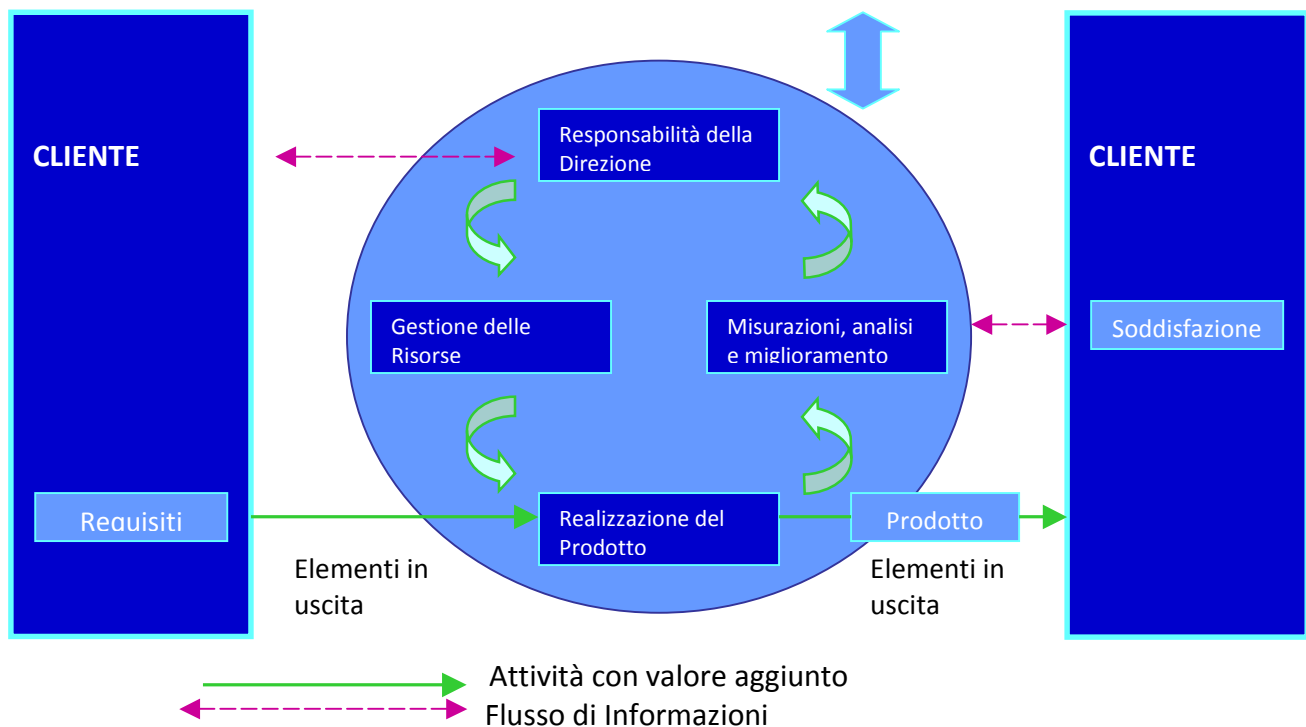 CLIENTE
Responsabilità della
Direzione
CLIENTE
Gestione delle
Risorse
Misurazioni, analisi
e miglioramento
Soddisfazione
Requisiti
Realizzazione del
Prodotto
Prodotto
Elementi in
uscita
Elementi in
uscita
Attività con valore aggiunto
Flusso di Informazioni